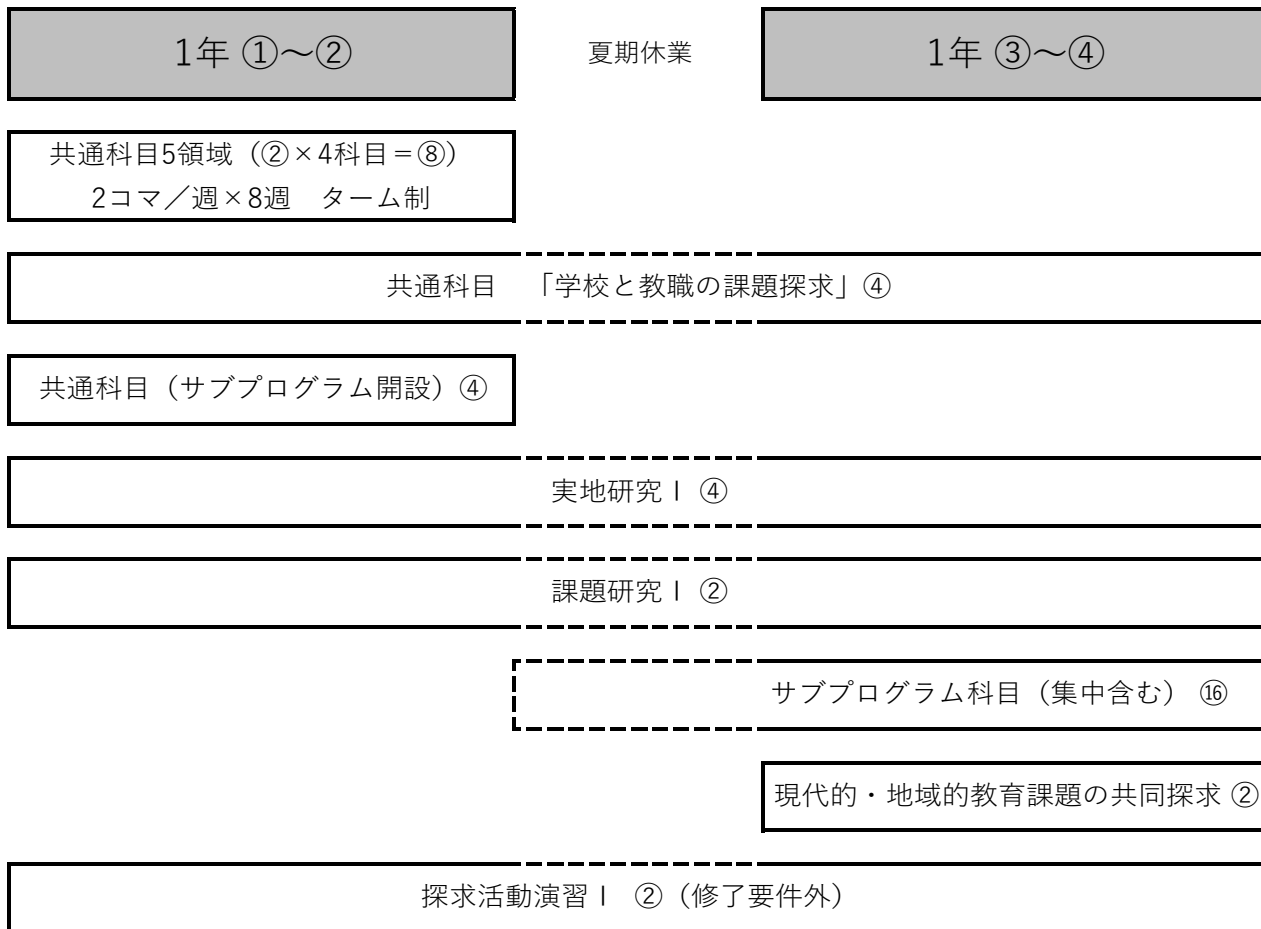 1年 ①～②
夏期休業
1年 ③～④
共通科目5領域（②×4科目＝⑧）
2コマ／週×8週　ターム制
共通科目　「学校と教職の課題探求」④
共通科目（サブプログラム開設）④
実地研究Ⅰ ④
課題研究Ⅰ ②
サブプログラム科目（集中含む） ⑯
現代的・地域的教育課題の共同探求 ②
探求活動演習Ⅰ　②（修了要件外）